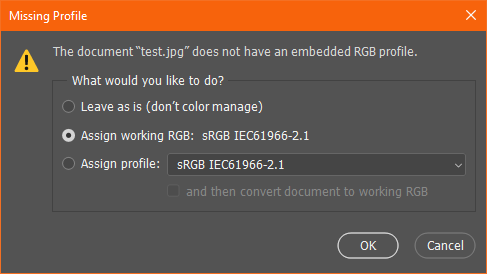 Missing Profile
The document “test.jpg” does not have an embedded RGB profile.
What would you like to do?
Leave as is (don’t color manage)
Assign working RGB: sRGB IEC61966-2.1
Assign profile: sRGB IEC61966-2.1
and then convert document to working RGB
OK Cancel